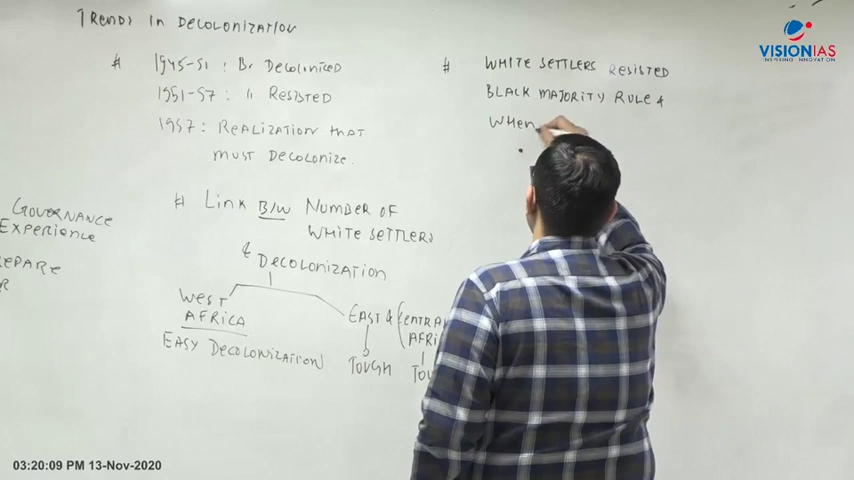 TRENDS IN DECOLONIZATION
# 1945-51 : Br DECOLONIZED
1951-57 : " RESISTED
1957 : REALIZATION THAT
MUST DECOLONIZE.
# LINK B/W NUMBER OF
WHITE SETTLERS
& DECOLONIZATION
WEST
AFRICA
EASY DECOLONIZATION
EAST &
TOUGH
GOVERNANCE
EXPERIENCE
# WHITE SETTLERS RESISTED
BLACK MAJORITY RULE &
WHEN
VISIONIAS
INSPIRING INNOVATION
03:20:09 PM 13-Nov-2020